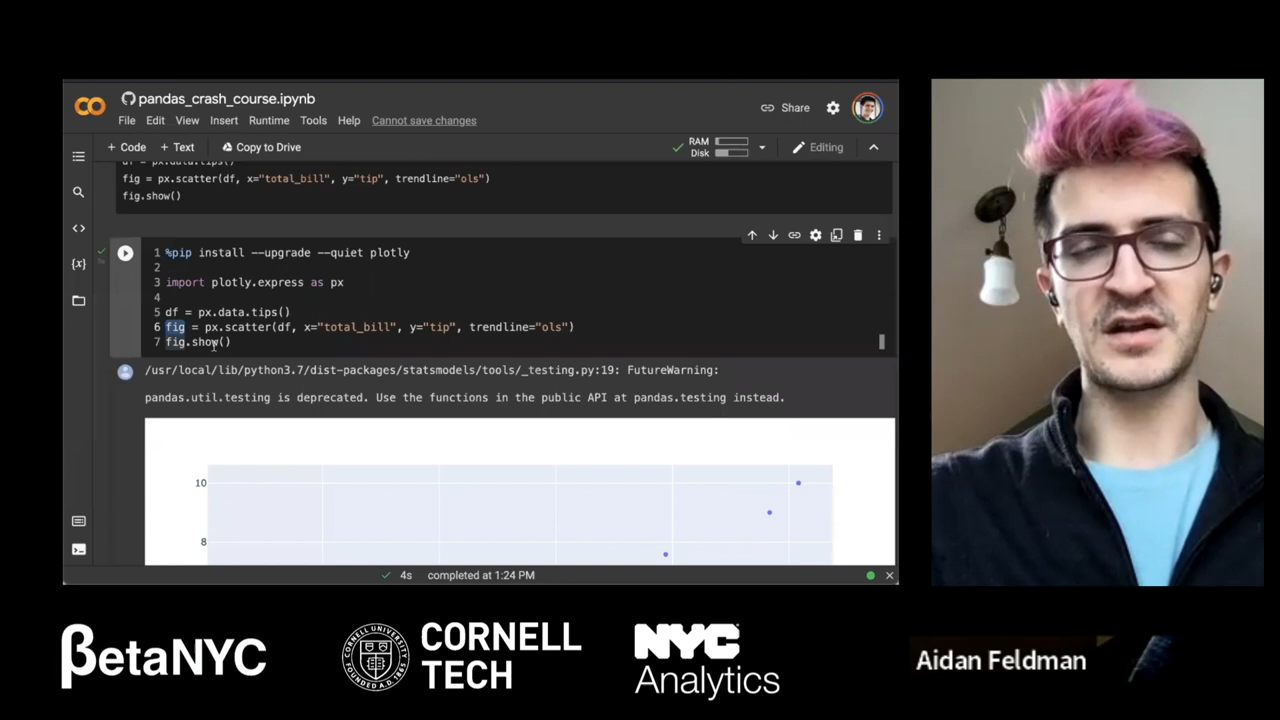 pandas_crash_course.ipynb
File Edit View Insert Runtime Tools Help Cannot save changes
Share
+ Code + Text Copy to Drive
RAM
Disk
Editing
df = px.data.tips()
fig = px.scatter(df, x="total_bill", y="tip", trendline="ols")
fig.show()
1 %pip install --upgrade --quiet plotly
2
3 import plotly.express as px
4
5 df = px.data.tips()
6 fig = px.scatter(df, x="total_bill", y="tip", trendline="ols")
7 fig.show()
{x}
/usr/local/lib/python3.7/dist-packages/statsmodels/tools/_testing.py:19: FutureWarning:
pandas.util.testing is deprecated. Use the functions in the public API at pandas.testing instead.
10
8
4s completed at 1:24 PM
βetaNYC
CORNELL
TECH
NYC
Analytics
Aidan Feldman